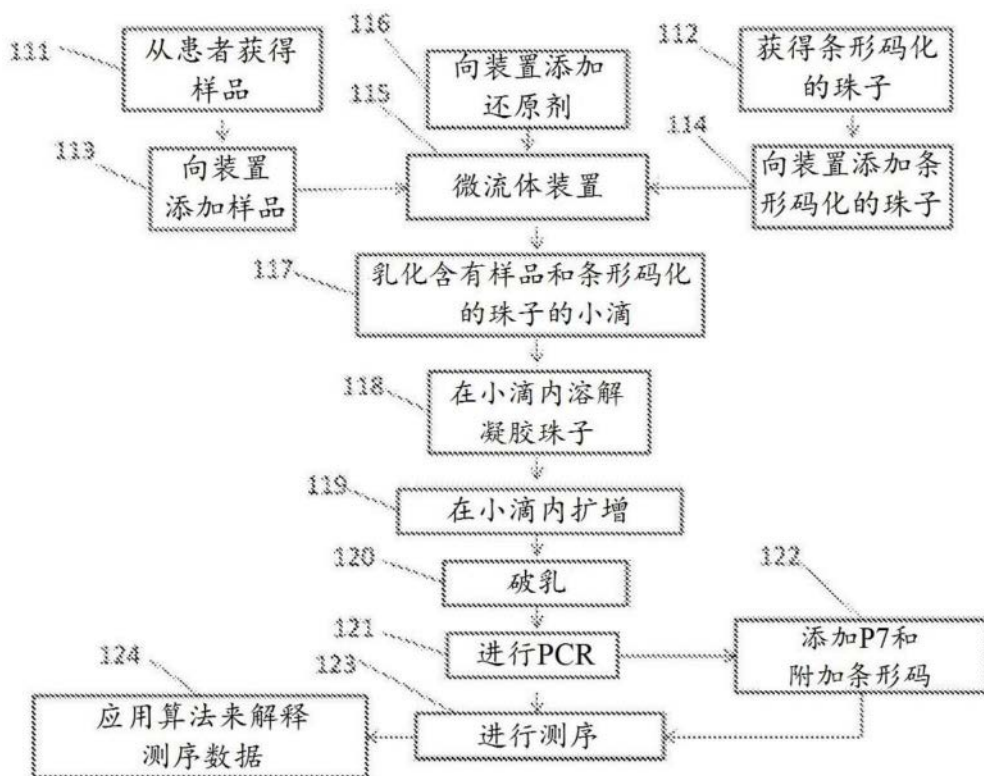 111
从患者获得
样品
116
向装置添加
还原剂
112
获得条形码化
的珠子
115
113
向装置
添加样品
微流体装置
114
向装置添加条
形码化的珠子
117
乳化含有样品和条形码化
的珠子的小滴
118
在小滴内溶解
凝胶珠子
119
在小滴内扩增
120
破乳
121
进行PCR
122
添加P7和
附加条形码
123
进行测序
124
应用算法来解释
测序数据